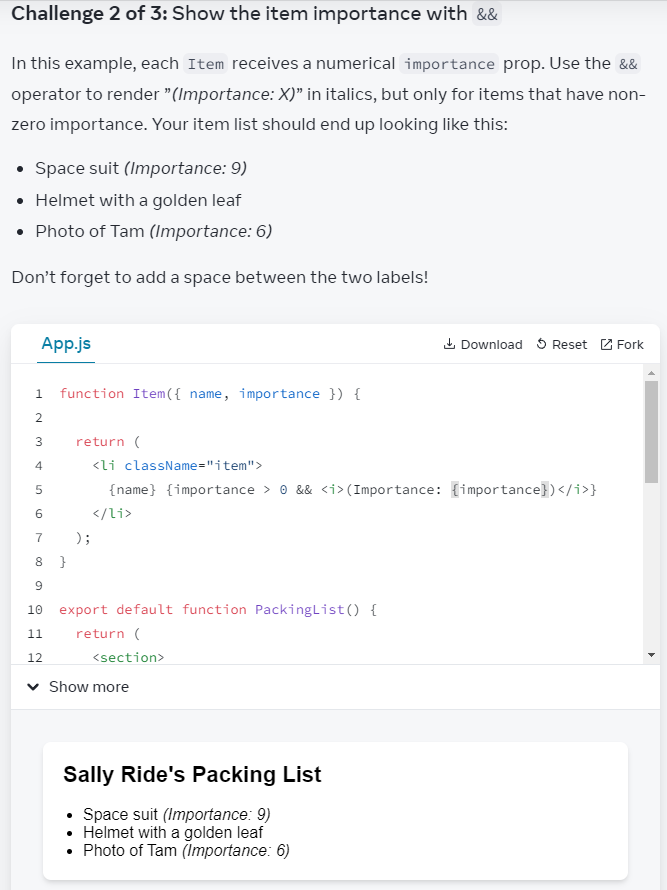 Challenge 2 of 3: Show the item importance with &&
In this example, each Item receives a numerical importance prop. Use the &&
operator to render ”(Importance: X)” in italics, but only for items that have non-
zero importance. Your item list should end up looking like this:
• Space suit (Importance: 9)
• Helmet with a golden leaf
• Photo of Tam (Importance: 6)
Don’t forget to add a space between the two labels!
App.js Download Reset Fork
1 function Item({ name, importance }) {
2
3   return (
4     <li className="item">
5       {name} {importance > 0 && <i>(Importance: {importance})</i>}
6     </li>
7   );
8 }
9
10 export default function PackingList() {
11   return (
12     <section>
Show more
Sally Ride's Packing List
• Space suit (Importance: 9)
• Helmet with a golden leaf
• Photo of Tam (Importance: 6)